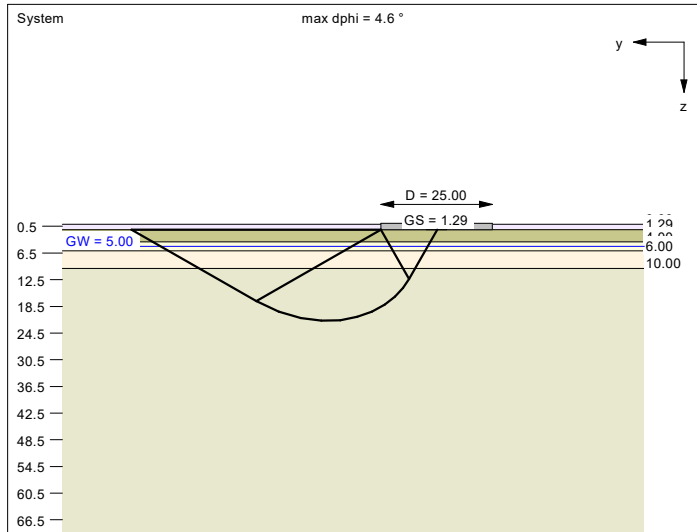 System
max dphi = 4.6 °
y
z
D = 25.00
GS = 1.29
0.5
1.29
GW = 5.00
6.00
6.5
10.00
12.5
18.5
24.5
30.5
36.5
42.5
48.5
54.5
60.5
66.5